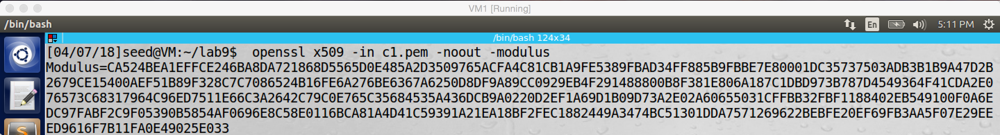 VM1 [Running]
/bin/bash
En
5:11 PM
/bin/bash 124x34
[04/07/18]seed@VM:~/lab9$  openssl x509 -in c1.pem -noout -modulus
Modulus=CA524BEA1EFFCE246BA8DA721868D5565D0E485A2D3509765ACFA4C81CB1A9FE5389FBAD34FF885B9FBBE7E80001DC35737503ADB3B1B9A47D2B
2679CE15400AEF51B89F328C7C7086524B16FE6A276BE6367A6250D8DF9A89CC0929EB4F291488800B8F381E806A187C1DBD973B787D4549364F41CDA2E0
76573C68317964C96ED7511E66C3A2642C79C0E765C35684535A436DCB9A0220D2EF1A69D1B09D73A2E02A60655031CFFBB32FBF1188402EB549100F0A6E
DC97FABF2C9F05390B5854AF0696E8C58E0116BCA81A4D41C59391A21EA18BF2FEC1882449A3474BC51301DDA7571269622BEBFE20EF69FB3AA5F07E29EE
ED9616F7B11FA0E49025E033